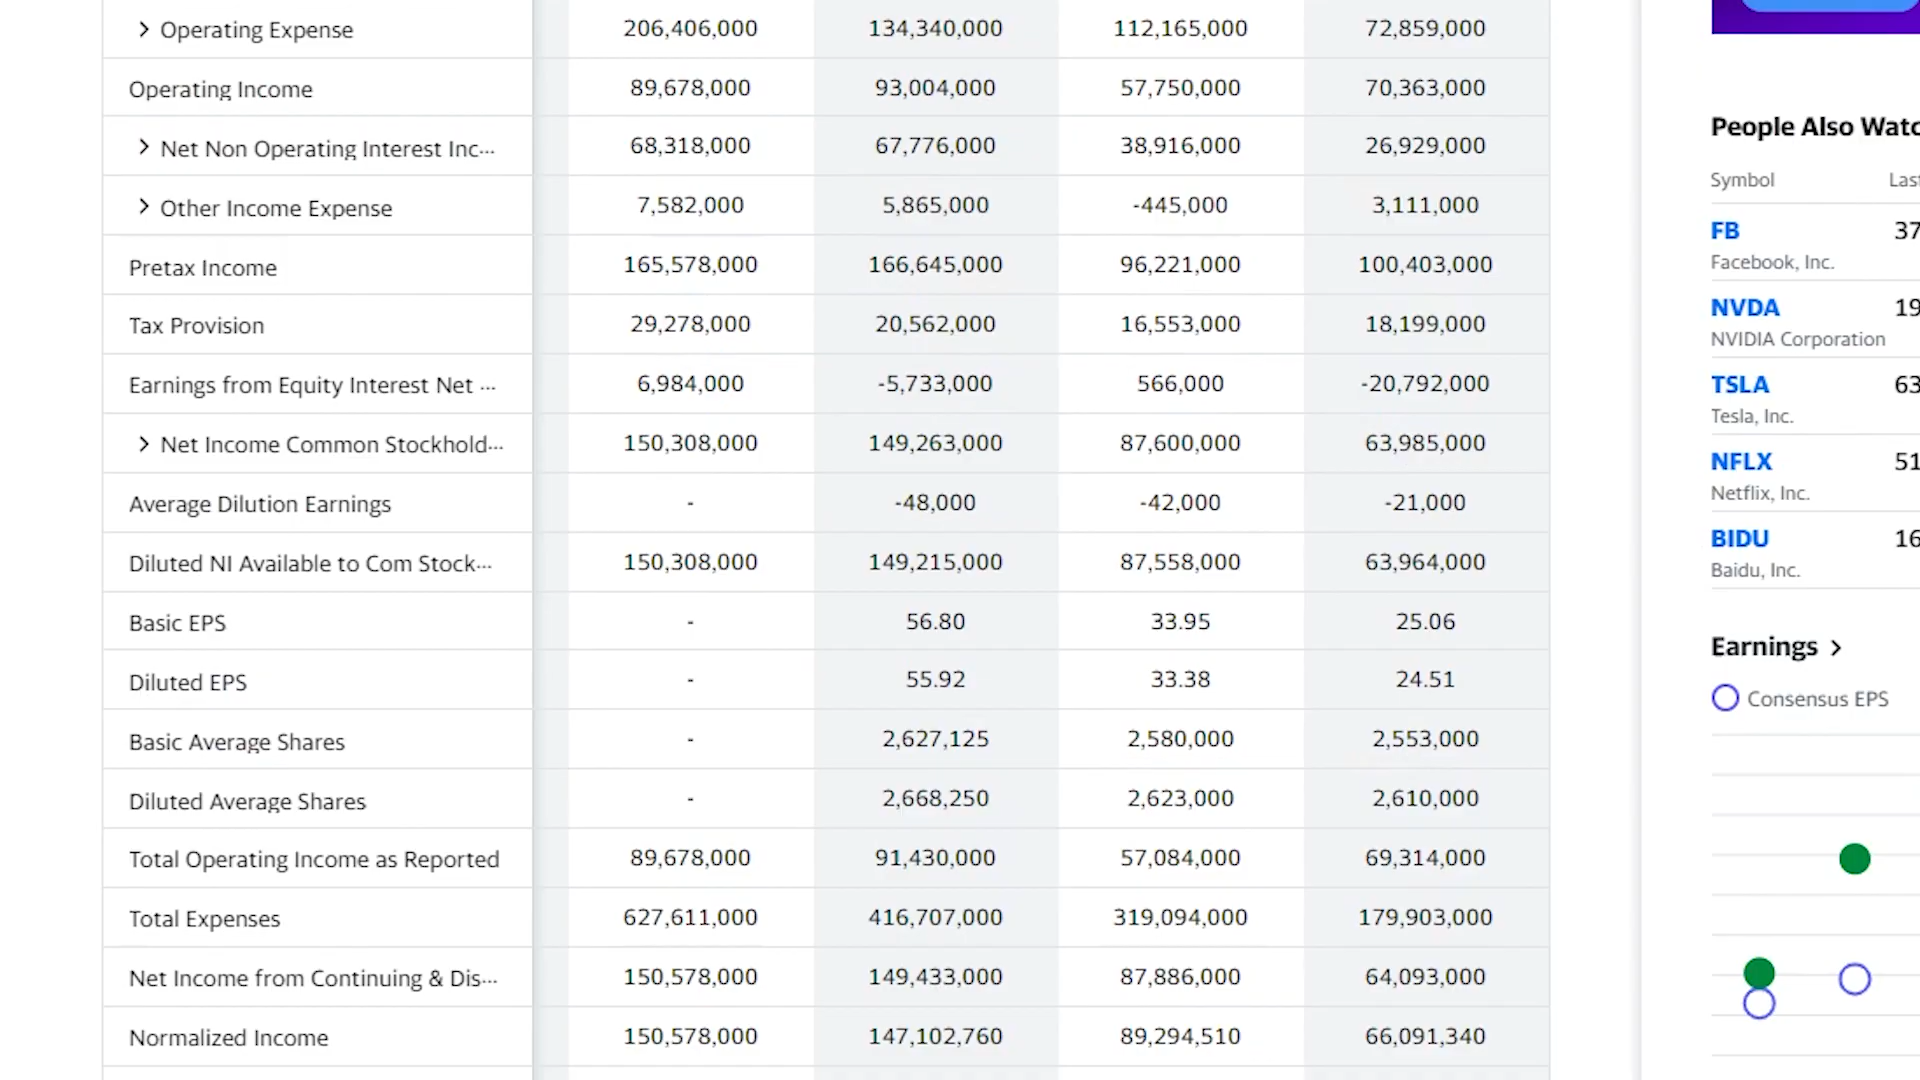 Operating Expense 206,406,000 134,340,000 112,165,000 72,859,000
Operating Income 89,678,000 93,004,000 57,750,000 70,363,000
Net Non Operating Interest Inc... 68,318,000 67,776,000 38,916,000 26,929,000
Other Income Expense 7,582,000 5,865,000 -445,000 3,111,000
Pretax Income 165,578,000 166,645,000 96,221,000 100,403,000
Tax Provision 29,278,000 20,562,000 16,553,000 18,199,000
Earnings from Equity Interest Net ... 6,984,000 -5,733,000 566,000 -20,792,000
Net Income Common Stockhold... 150,308,000 149,263,000 87,600,000 63,985,000
Average Dilution Earnings - -48,000 -42,000 -21,000
Diluted NI Available to Com Stock... 150,308,000 149,215,000 87,558,000 63,964,000
Basic EPS - 56.80 33.95 25.06
Diluted EPS - 55.92 33.38 24.51
Basic Average Shares - 2,627,125 2,580,000 2,553,000
Diluted Average Shares - 2,668,250 2,623,000 2,610,000
Total Operating Income as Reported 89,678,000 91,430,000 57,084,000 69,314,000
Total Expenses 627,611,000 416,707,000 319,094,000 179,903,000
Net Income from Continuing & Dis... 150,578,000 149,433,000 87,886,000 64,093,000
Normalized Income 150,578,000 147,102,760 89,294,510 66,091,340
People Also Watc
Symbol Las
FB 37
Facebook, Inc.
NVDA 19
NVIDIA Corporation
TSLA 63
Tesla, Inc.
NFLX 51
Netflix, Inc.
BIDU 16
Baidu, Inc.
Earnings >
Consensus EPS